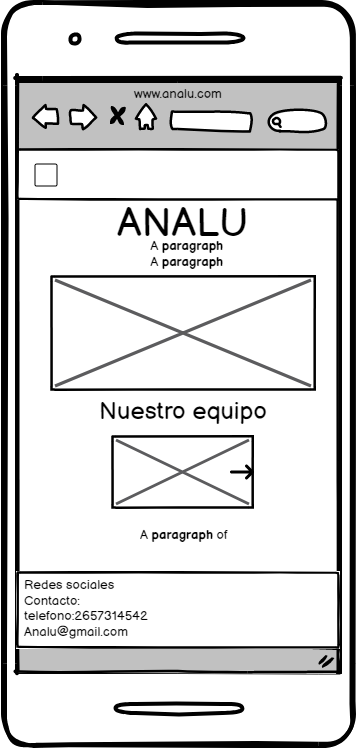 www.analu.com
ANALU
A paragraph
A paragraph
Nuestro equipo
A paragraph of
Redes sociales
Contacto:
telefono:2657314542
Analu@gmail.com